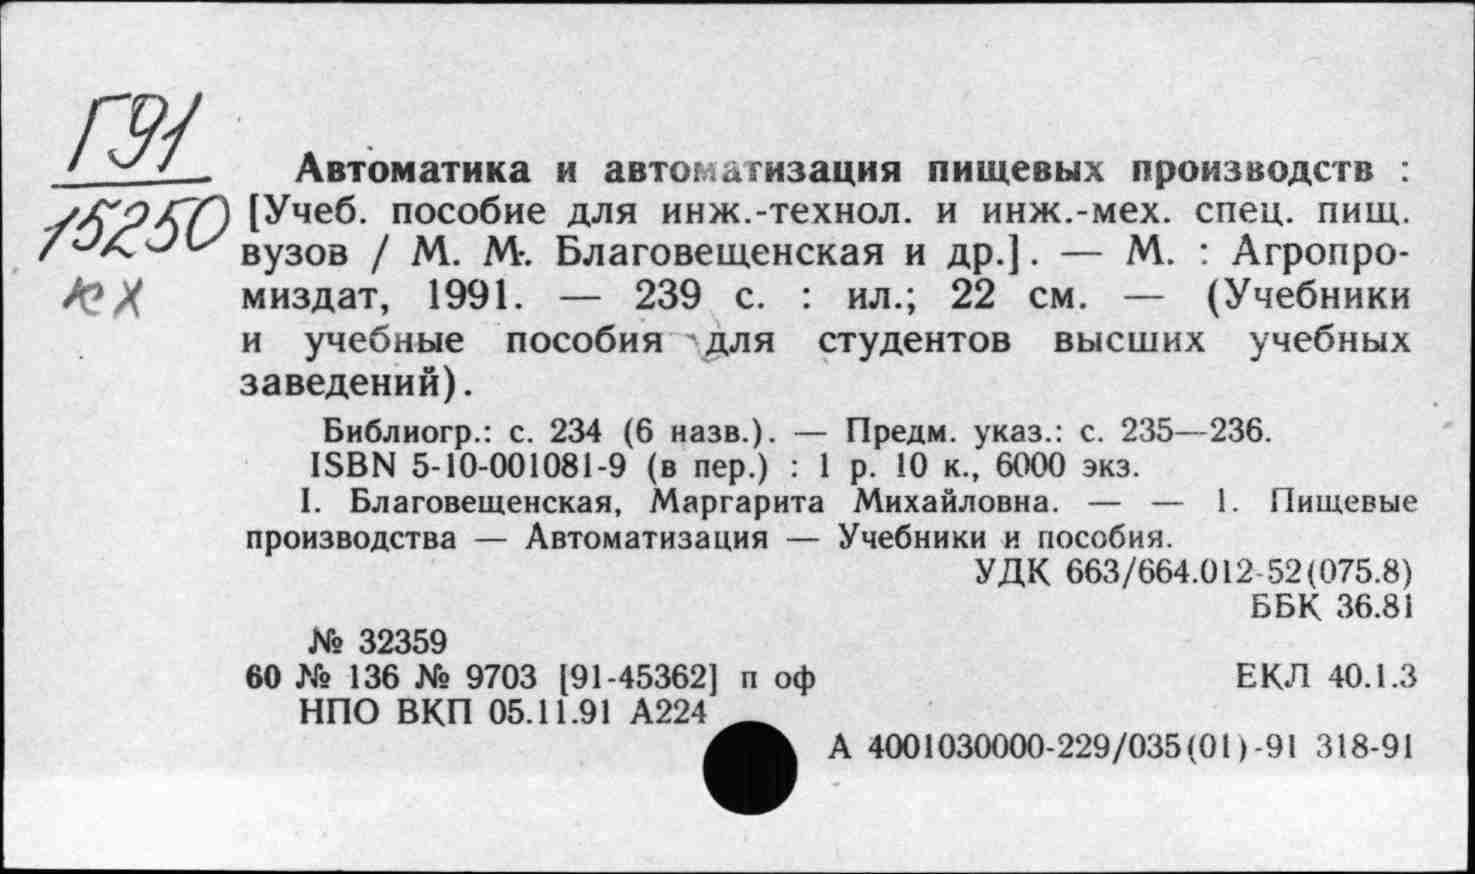 Г91
15250
кх
Автоматика и автоматизация пищевых производств :
[Учеб. пособие для инж.-технол. и инж.-мех. спец. пищ.
вузов / М. М. Благовещенская и др.]. — М. : Агропро-
миздат, 1991. — 239 с. : ил.; 22 см. — (Учебники
и учебные пособия для студентов высших учебных
заведений).
Библиогр.: с. 234 (6 назв.). — Предм. указ.: с. 235—236.
ISBN 5-10-001081-9 (в пер.) : 1 р. 10 к., 6000 экз.
I. Благовещенская, Маргарита Михайловна. — — 1. Пищевые
производства — Автоматизация — Учебники и пособия.
УДК 663/664.012-52(075.8)
ББК 36.81
№ 32359
60 № 136 № 9703 [91-45362] п оф ЕКЛ 40.1.3
НПО ВКП 05.11.91 А224
А 4001030000-229/035(01)-91 318-91